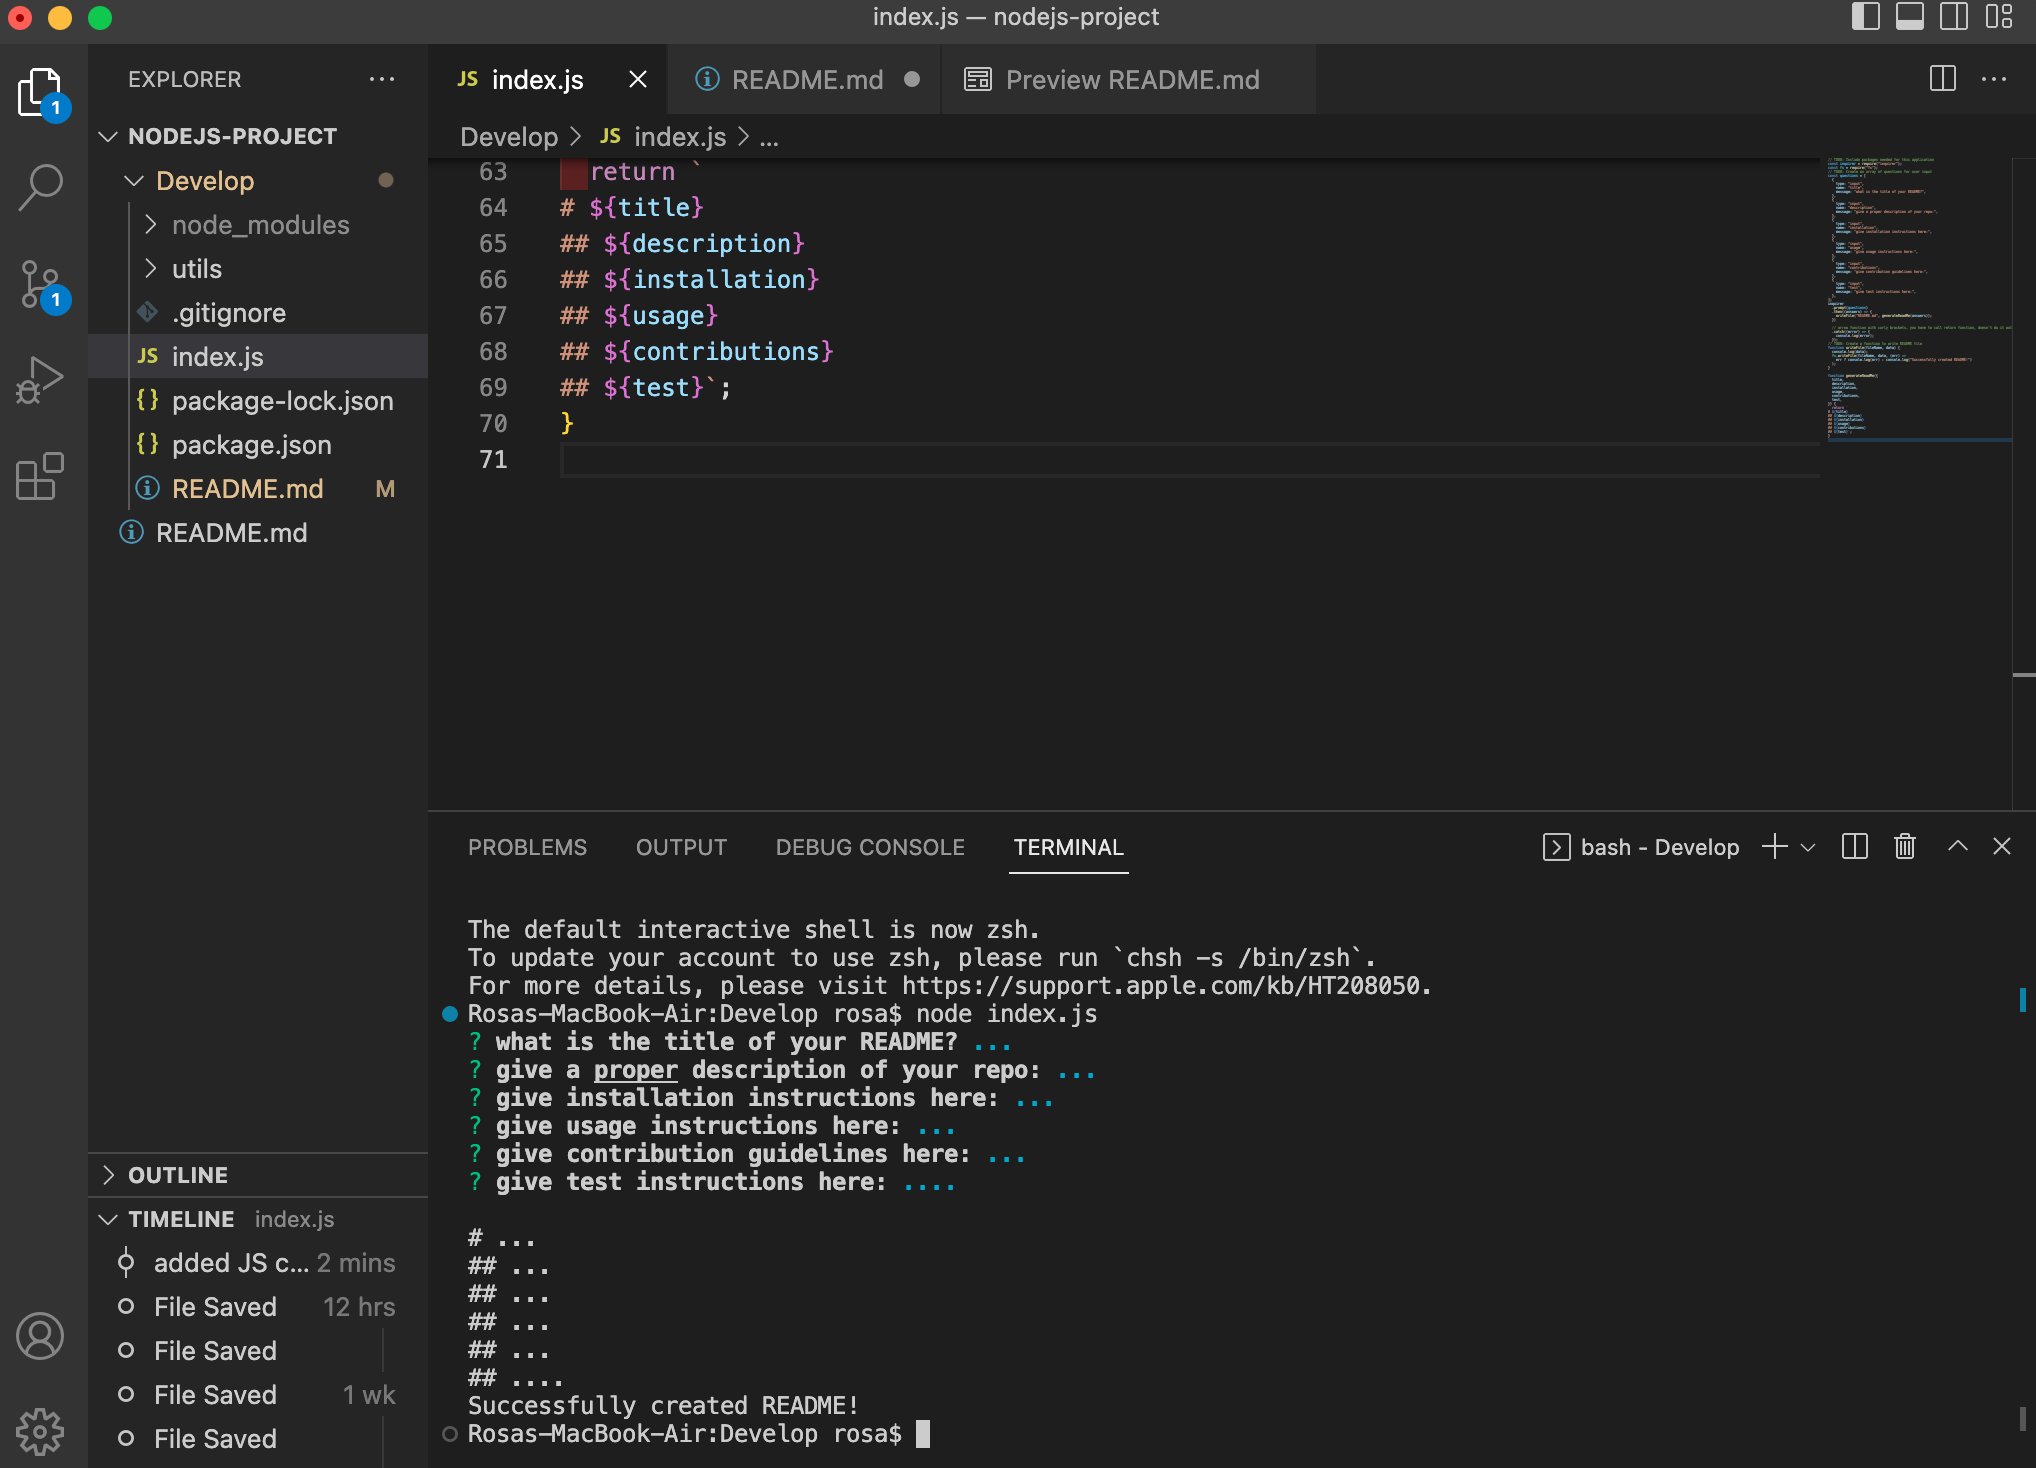 index.js — nodejs-project
EXPLORER
JS index.js
README.md
Preview README.md
1
NODEJS-PROJECT
Develop
node_modules
utils
.gitignore
JS index.js
{} package-lock.json
{} package.json
README.md M
README.md
1
Develop > JS index.js > ...
63 return `
64 # ${title}
65 ## ${description}
66 ## ${installation}
67 ## ${usage}
68 ## ${contributions}
69 ## ${test}`;
70 }
71
PROBLEMS OUTPUT DEBUG CONSOLE TERMINAL
bash - Develop
The default interactive shell is now zsh.
To update your account to use zsh, please run `chsh -s /bin/zsh`.
For more details, please visit https://support.apple.com/kb/HT208050.
Rosas-MacBook-Air:Develop rosa$ node index.js
? what is the title of your README? ...
? give a proper description of your repo: ...
? give installation instructions here: ...
? give usage instructions here: ...
? give contribution guidelines here: ...
? give test instructions here: ....
# ...
## ...
## ...
## ...
## ...
## ....
Successfully created README!
Rosas-MacBook-Air:Develop rosa$
OUTLINE
TIMELINE index.js
added JS c... 2 mins
File Saved 12 hrs
File Saved
File Saved 1 wk
File Saved